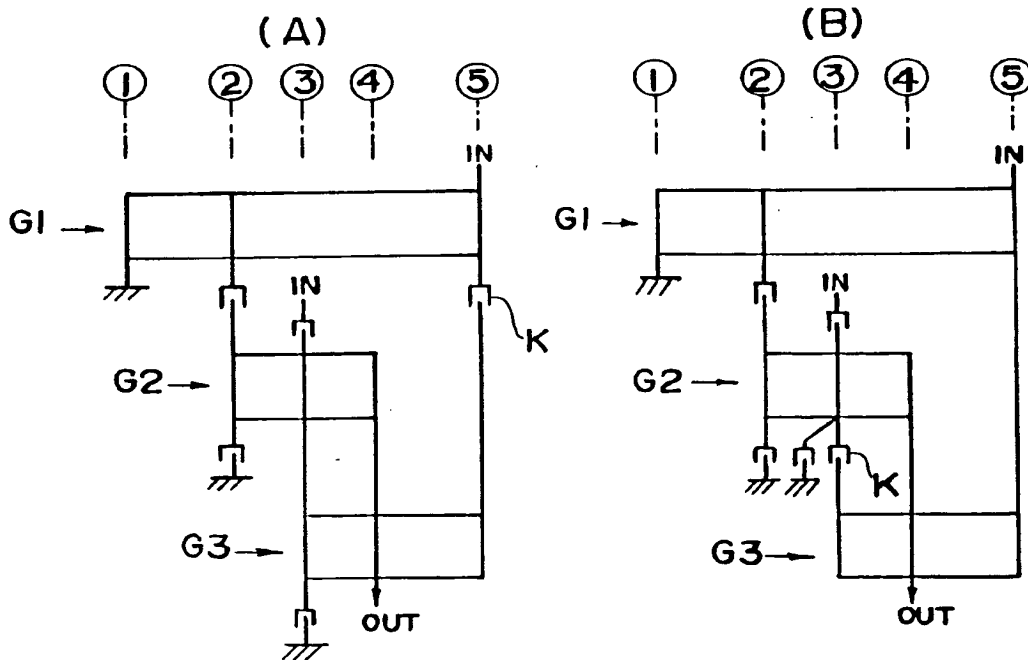 (A)
① ② ③ ④ ⑤
IN
G1
IN
K
G2
G3
OUT
(B)
① ② ③ ④ ⑤
IN
G1
IN
G2
K
G3
OUT